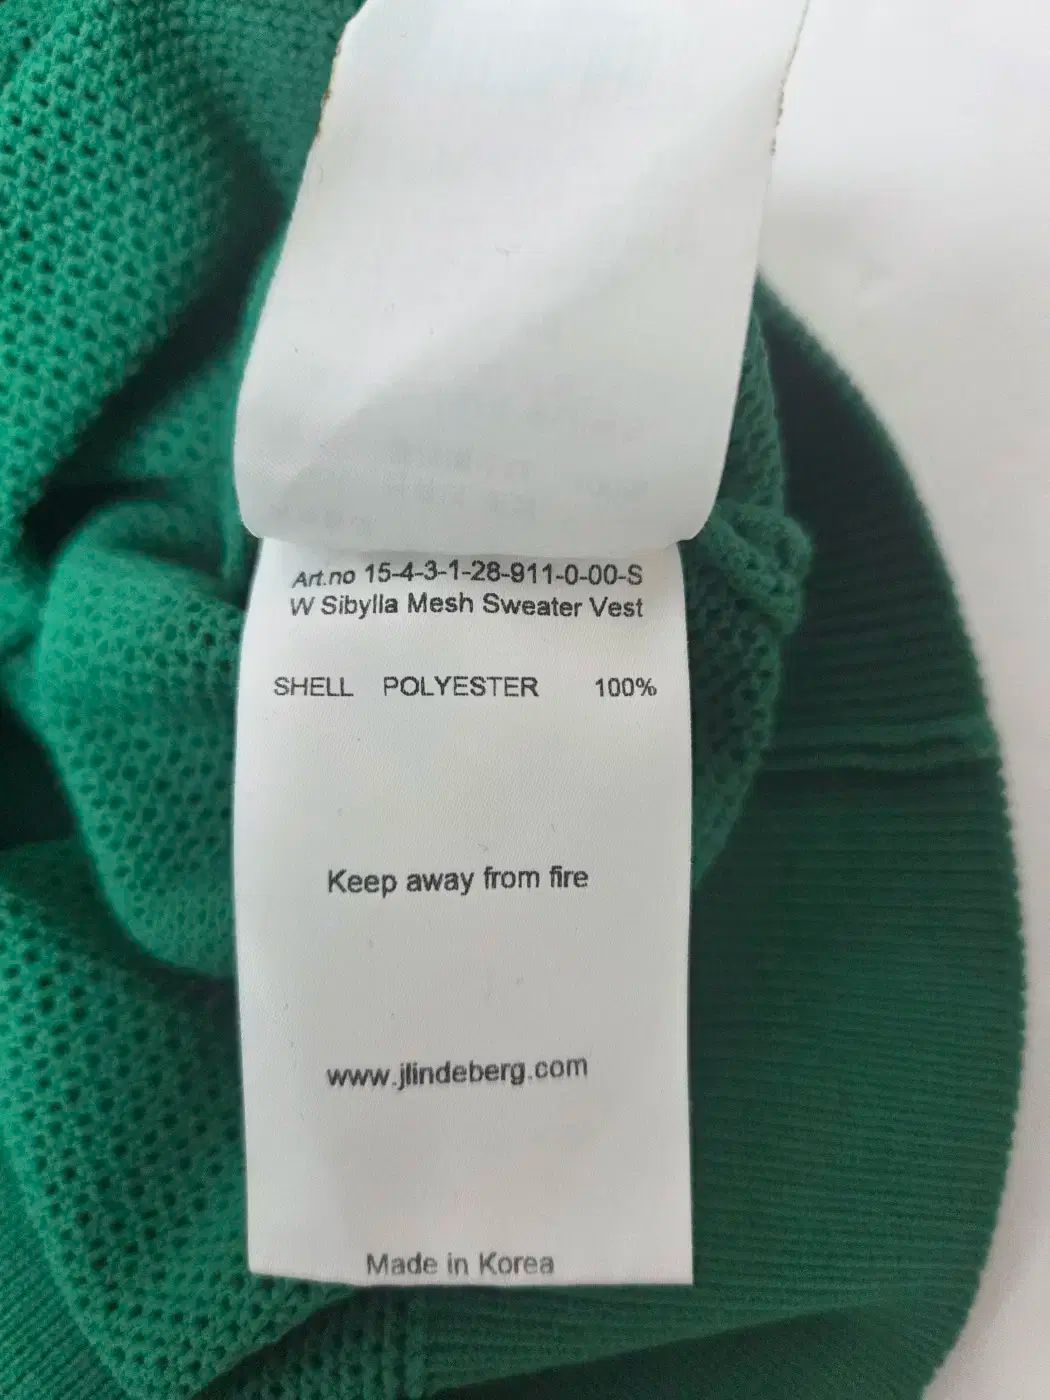 Art.no 15-4-3-1-28-911-0-00-S
W Sibylla Mesh Sweater Vest
SHELL POLYESTER 100%
Keep away from fire
www.jlindeberg.com
Made in Korea